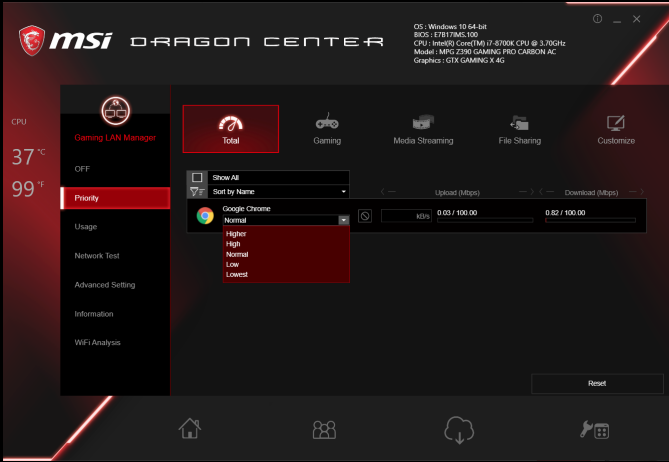 msi DRAGON CENTER
OS : Windows 10 64-bit
BIOS : E7B17IMS.100
CPU : Intel(R) Core(TM) i7-8700K CPU @ 3.70GHz
Model : MPG Z390 GAMING PRO CARBON AC
Graphics : GTX GAMING X 4G
CPU
37 °C
99 °F
Gaming LAN Manager
OFF
Priority
Usage
Network Test
Advanced Setting
Information
WiFi Analysis
Total
Gaming
Media Streaming
File Sharing
Customize
Show All
Sort by Name
Upload (Mbps)
Download (Mbps)
Google Chrome
Normal
kB/s
0.03 / 100.00
0.82 / 100.00
Higher
High
Normal
Low
Lowest
Reset